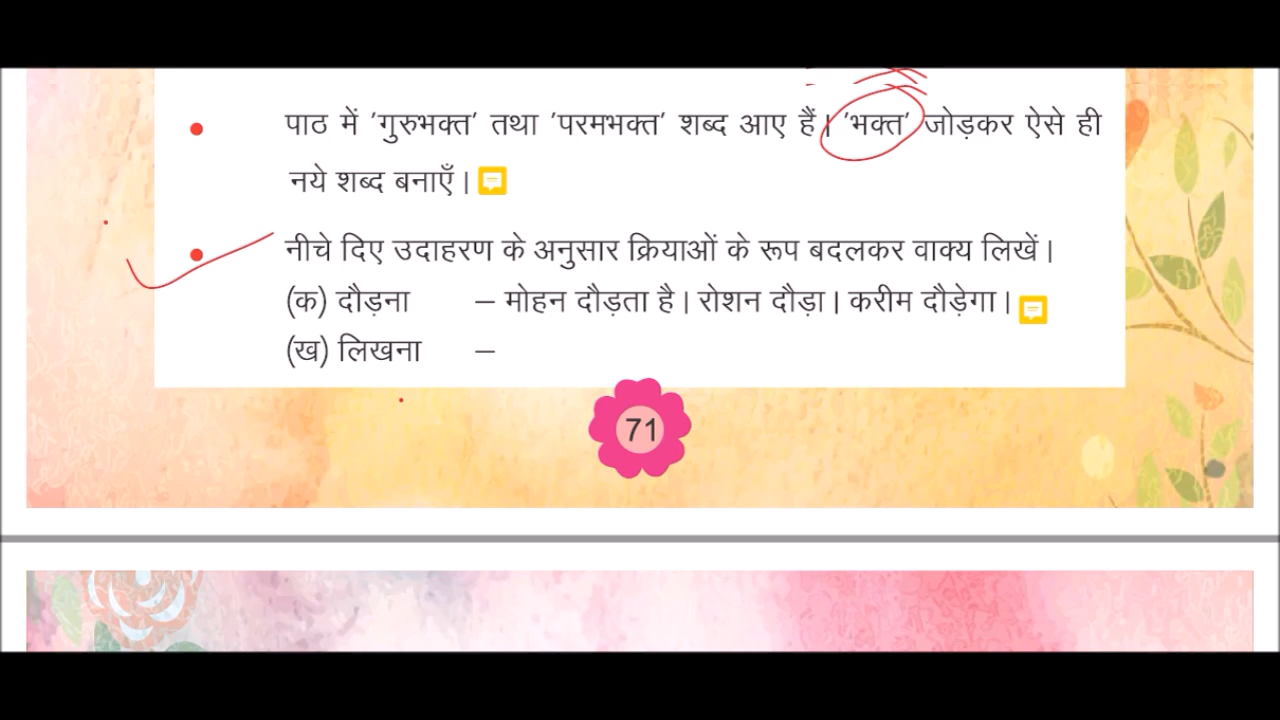 पाठ में 'गुरुभक्त' तथा 'परमभक्त' शब्द आए हैं। 'भक्त' जोड़कर ऐसे ही
नये शब्द बनाएँ।
नीचे दिए उदाहरण के अनुसार क्रियाओं के रूप बदलकर वाक्य लिखें।
(क) दौड़ना – मोहन दौड़ता है। रोशन दौड़ा। करीम दौड़ेगा।
(ख) लिखना –
71